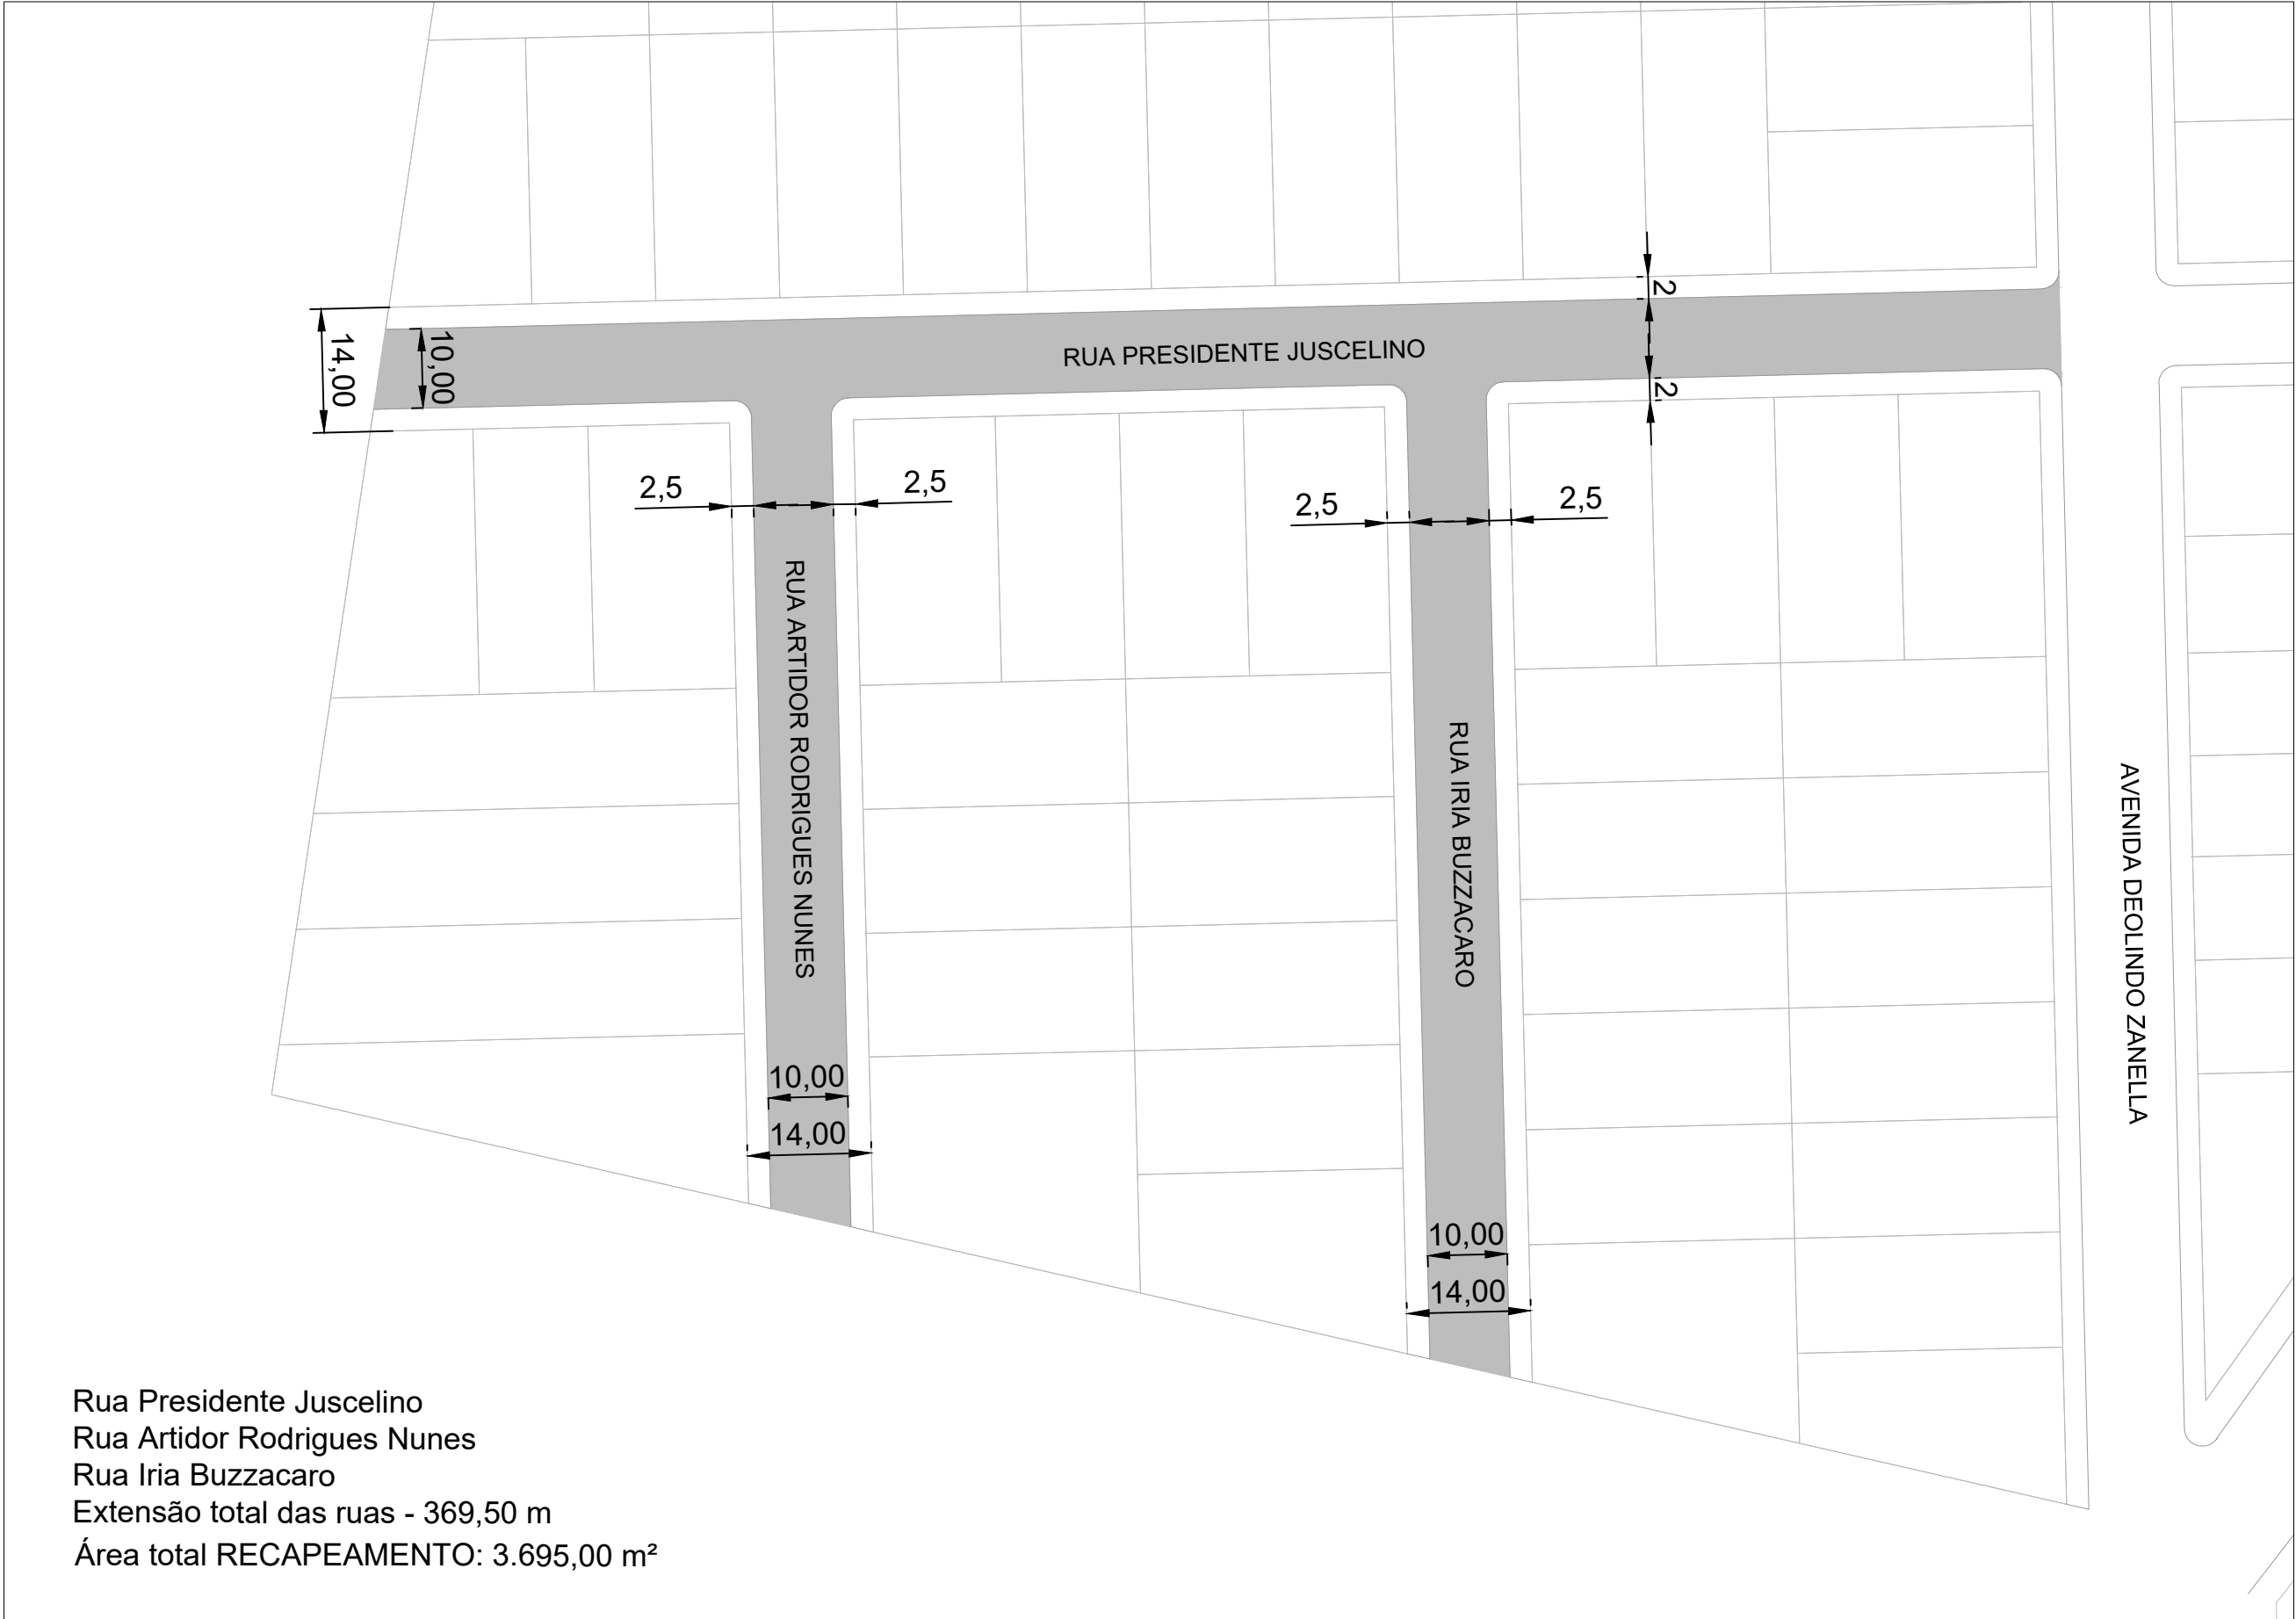 2
14,00
10,00
RUA PRESIDENTE JUSCELINO
2
2,5
2,5
2,5
2,5
RUA ARTIDOR RODRIGUES NUNES
RUA IRIA BUZZACARO
AVENIDA DEOLINDO ZANELLA
10,00
14,00
10,00
14,00
Rua Presidente Juscelino
Rua Artidor Rodrigues Nunes
Rua Iria Buzzacaro
Extensão total das ruas - 369,50 m
Área total RECAPEAMENTO: 3.695,00 m²